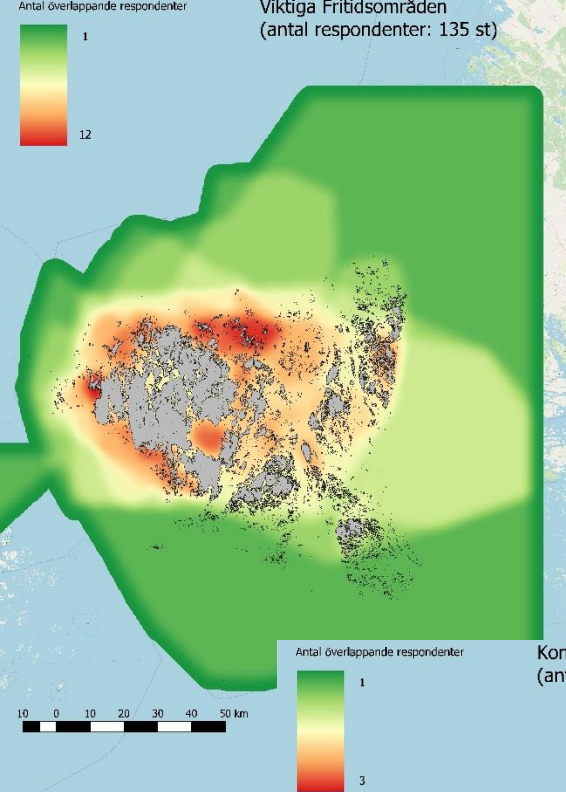 Antal överlappande respondenter
1
12
Viktiga Fritidsområden
(antal respondenter: 135 st)
10 0 10 20 30 40 50 km
Antal överlappande respondenter
1
3